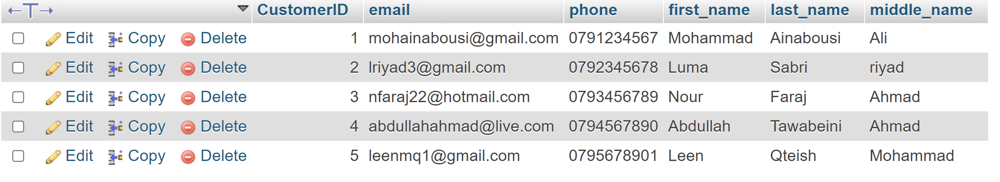 CustomerID email phone first_name last_name middle_name
Edit Copy Delete 1 mohainabousi@gmail.com 0791234567 Mohammad Ainabousi Ali
Edit Copy Delete 2 lriyad3@gmail.com 0792345678 Luma Sabri riyad
Edit Copy Delete 3 nfaraj22@hotmail.com 0793456789 Nour Faraj Ahmad
Edit Copy Delete 4 abdullahahmad@live.com 0794567890 Abdullah Tawabeini Ahmad
Edit Copy Delete 5 leenmq1@gmail.com 0795678901 Leen Qteish Mohammad